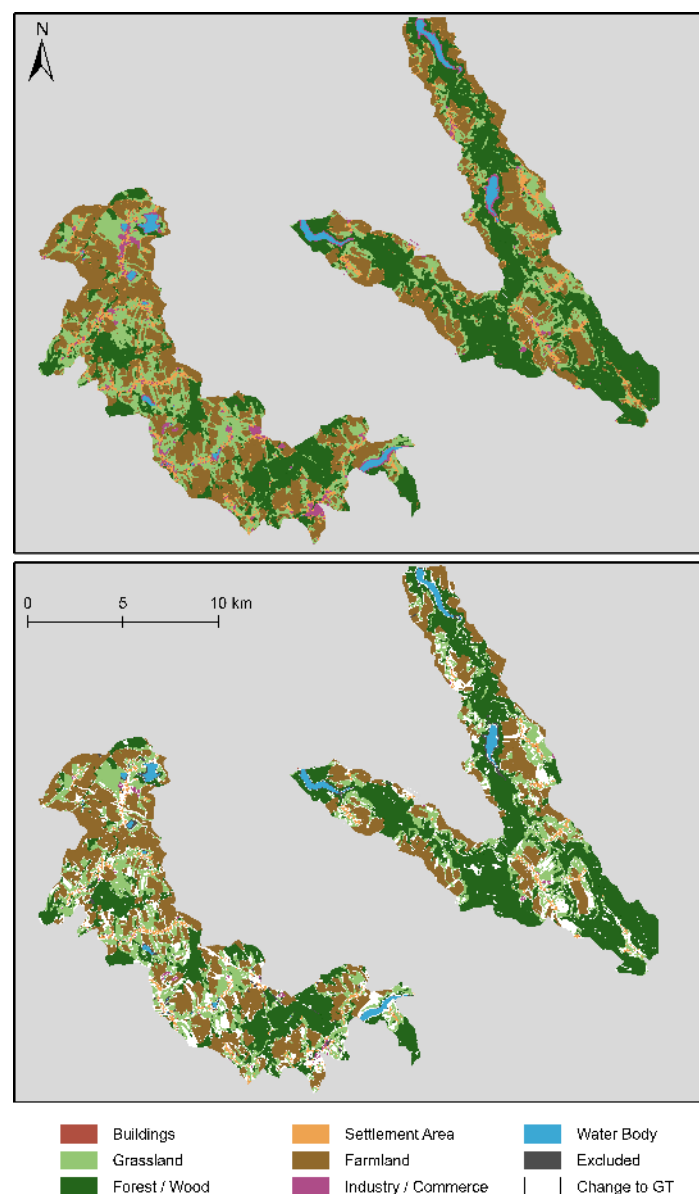 N
0 5 10 km
Buildings Settlement Area Water Body
Grassland Farmland Excluded
Forest / Wood Industry / Commerce Change to GT